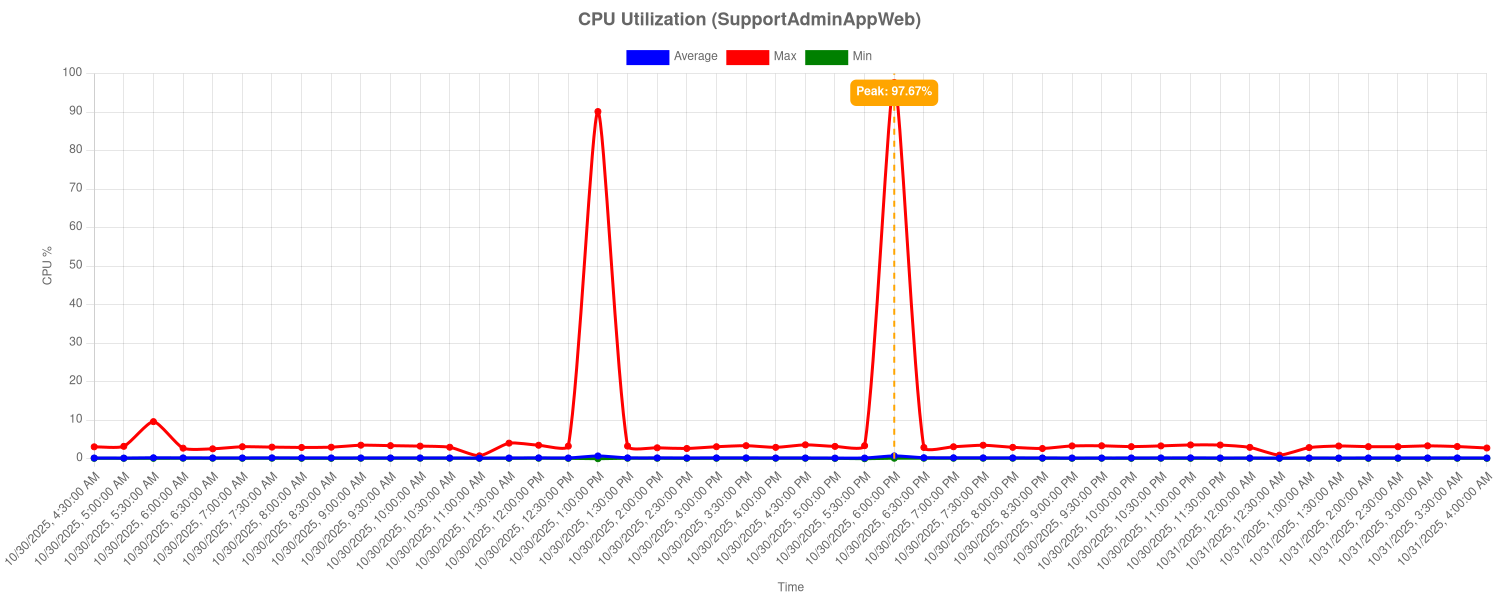 CPU Utilization (SupportAdminAppWeb)
Average
Max
Min
Peak: 97.67%
100
90
80
70
60
50
40
30
20
10
0
CPU %
10/30/2025, 4:30:00 AM
10/30/2025, 5:00:00 AM
10/30/2025, 5:30:00 AM
10/30/2025, 6:00:00 AM
10/30/2025, 6:30:00 AM
10/30/2025, 7:00:00 AM
10/30/2025, 7:30:00 AM
10/30/2025, 8:00:00 AM
10/30/2025, 8:30:00 AM
10/30/2025, 9:00:00 AM
10/30/2025, 9:30:00 AM
10/30/2025, 10:00:00 AM
10/30/2025, 10:30:00 AM
10/30/2025, 11:00:00 AM
10/30/2025, 11:30:00 AM
10/30/2025, 12:00:00 PM
10/30/2025, 12:30:00 PM
10/30/2025, 1:00:00 PM
10/30/2025, 1:30:00 PM
10/30/2025, 2:00:00 PM
10/30/2025, 2:30:00 PM
10/30/2025, 3:00:00 PM
10/30/2025, 3:30:00 PM
10/30/2025, 4:00:00 PM
10/30/2025, 4:30:00 PM
10/30/2025, 5:00:00 PM
10/30/2025, 5:30:00 PM
10/30/2025, 6:00:00 PM
10/30/2025, 6:30:00 PM
10/30/2025, 7:00:00 PM
10/30/2025, 7:30:00 PM
10/30/2025, 8:00:00 PM
10/30/2025, 8:30:00 PM
10/30/2025, 9:00:00 PM
10/30/2025, 9:30:00 PM
10/30/2025, 10:00:00 PM
10/30/2025, 10:30:00 PM
10/30/2025, 11:00:00 PM
10/30/2025, 11:30:00 PM
10/31/2025, 12:00:00 AM
10/31/2025, 12:30:00 AM
10/31/2025, 1:00:00 AM
10/31/2025, 1:30:00 AM
10/31/2025, 2:00:00 AM
10/31/2025, 2:30:00 AM
10/31/2025, 3:00:00 AM
10/31/2025, 3:30:00 AM
10/31/2025, 4:00:00 AM
Time